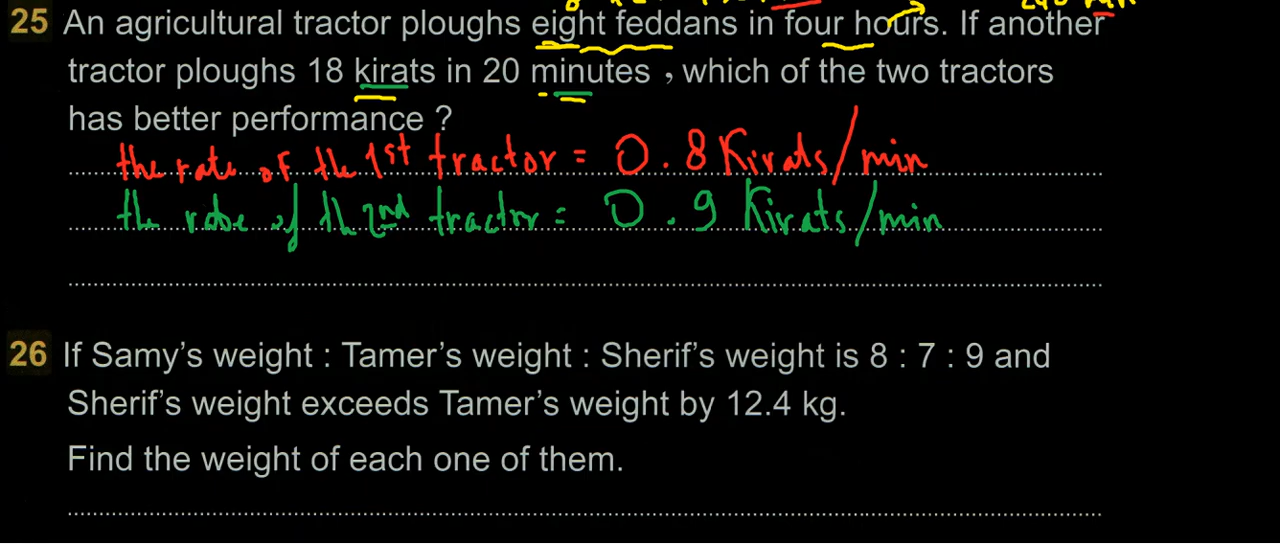 25 An agricultural tractor ploughs eight feddans in four hours. If another
tractor ploughs 18 kirats in 20 minutes , which of the two tractors
has better performance ?
the rate of the 1st tractor = 0.8 Kirats/min
the rate of the 2nd tractor = 0.9 Kirats/min
26 If Samy's weight : Tamer's weight : Sherif's weight is 8 : 7 : 9 and
Sherif's weight exceeds Tamer's weight by 12.4 kg.
Find the weight of each one of them.